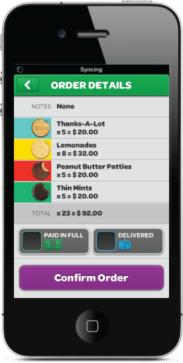 Syncing
ORDER DETAILS
NOTES None
Thanks-A-Lot
x 5 = $ 20.00
Lemonades
x 8 = $ 32.00
Peanut Butter Patties
x 5 = $ 20.00
Thin Mints
x 5 = $ 20.00
TOTAL x 23 = $ 92.00
PAID IN FULL
DELIVERED
Confirm Order